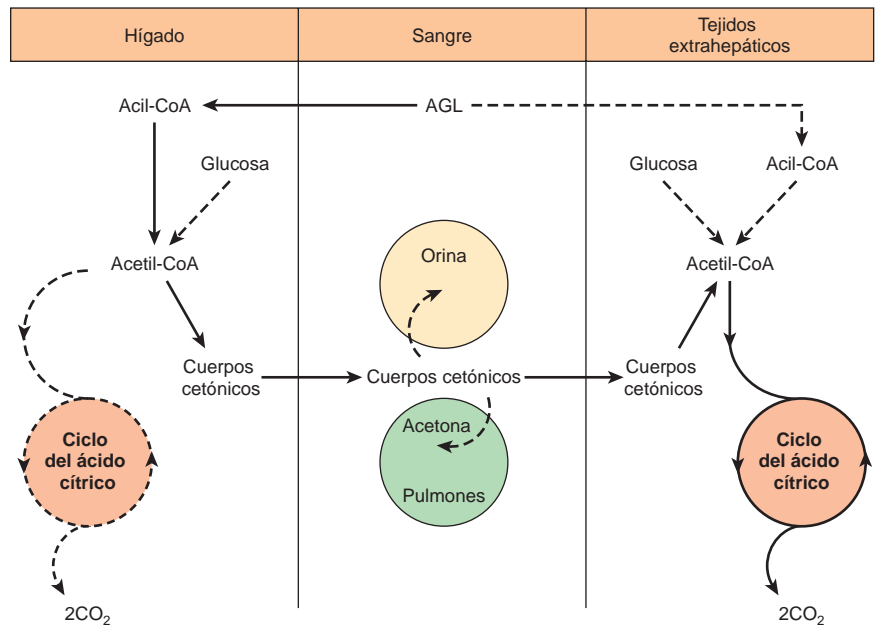 Hígado
Sangre
Tejidos
extrahepáticos
Acil-CoA
AGL
Glucosa
Glucosa
Acil-CoA
Acetil-CoA
Orina
Acetil-CoA
Cuerpos
cetónicos
Cuerpos cetónicos
Cuerpos
cetónicos
Ciclo
del ácido
cítrico
Acetona
Pulmones
Ciclo
del ácido
cítrico
2CO₂
2CO₂